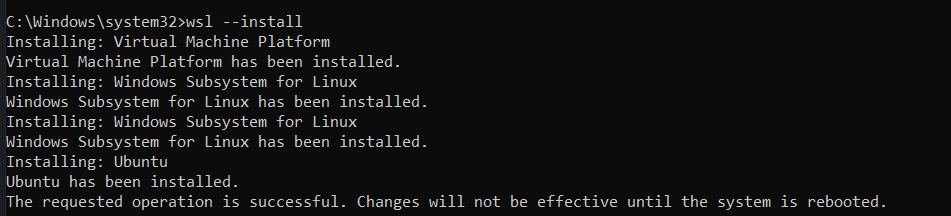 C:\Windows\system32>wsl --install
Installing: Virtual Machine Platform
Virtual Machine Platform has been installed.
Installing: Windows Subsystem for Linux
Windows Subsystem for Linux has been installed.
Installing: Windows Subsystem for Linux
Windows Subsystem for Linux has been installed.
Installing: Ubuntu
Ubuntu has been installed.
The requested operation is successful. Changes will not be effective until the system is rebooted.